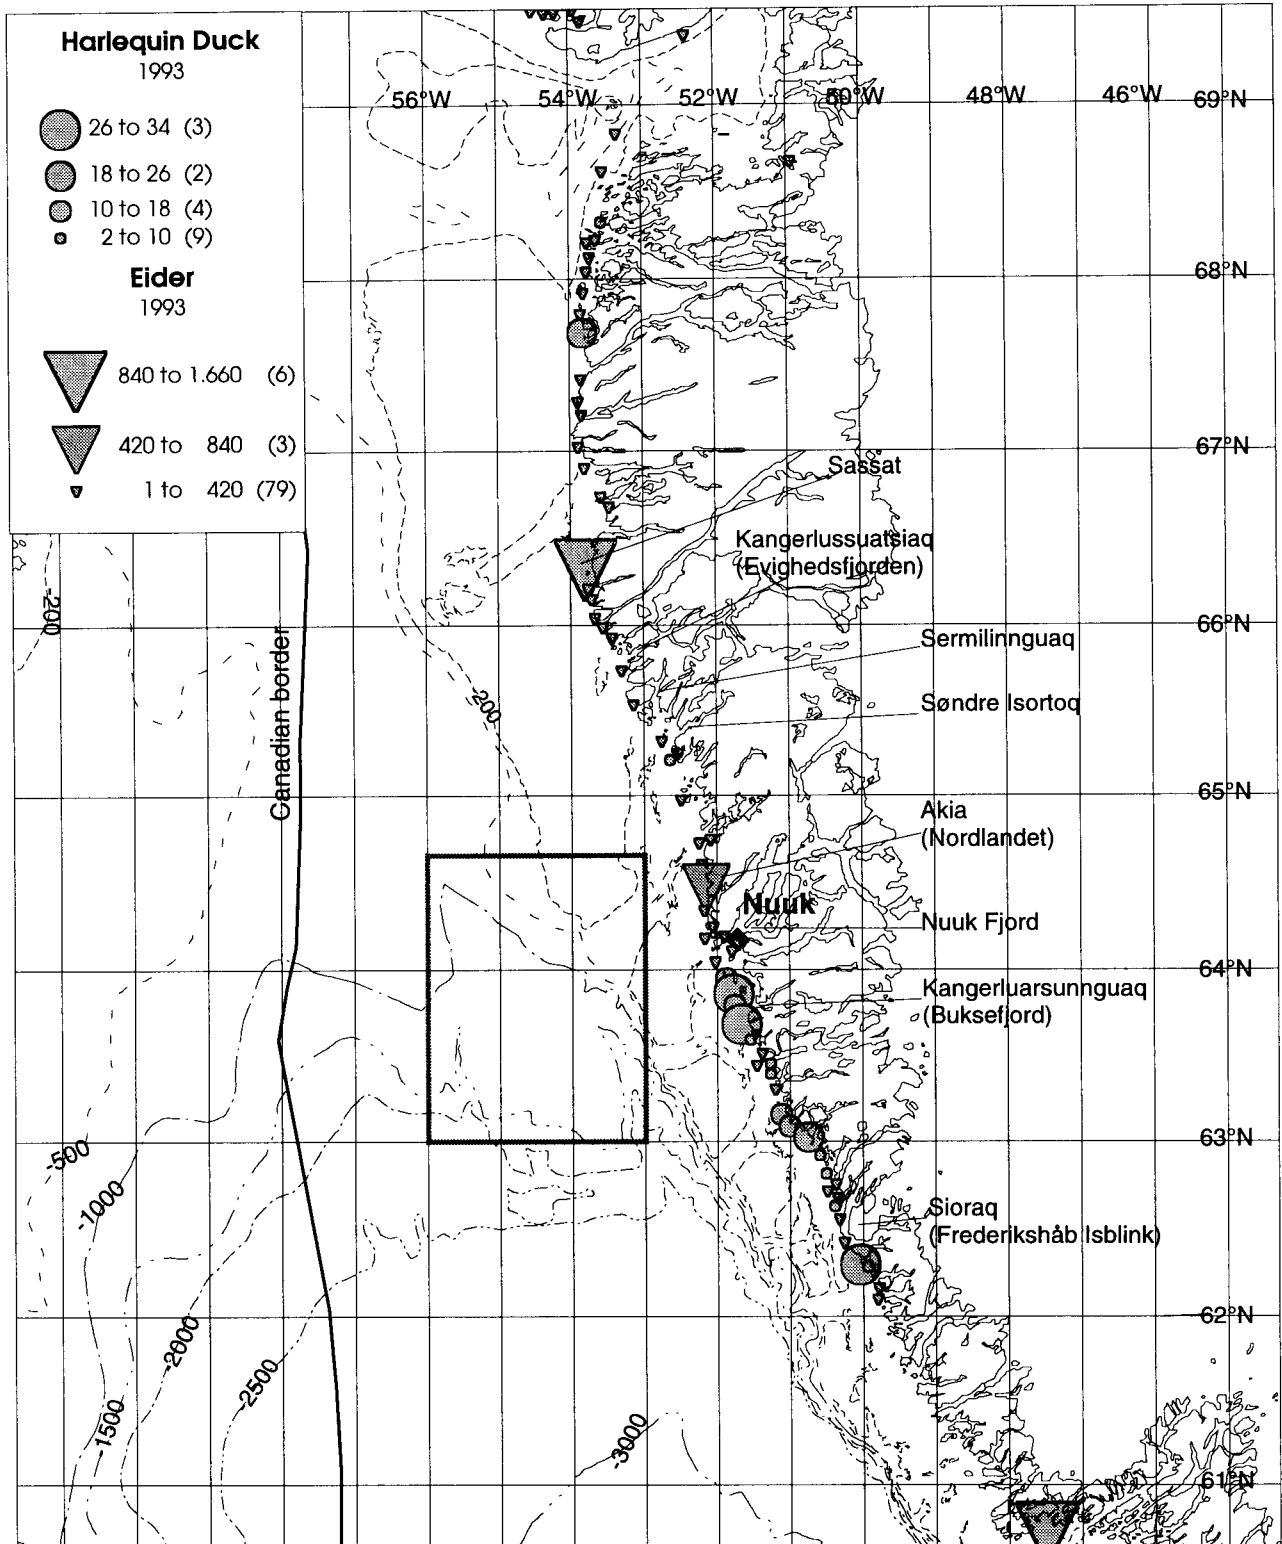 Harlequin Duck
1993
26 to 34 (3)
18 to 26 (2)
10 to 18 (4)
2 to 10 (9)
Eider
1993
840 to 1.660 (6)
420 to 840 (3)
1 to 420 (79)
56°W 54°W 52°W 50°W 48°W 46°W 69°N
68°N
67°N
Sassat
Kangerlussuatsiaq
(Evighedsfjorden)
-200
66°N
Sermilinnguaq
Canadian border
-200
Søndre Isortoq
65°N
Akia
(Nordlandet)
Nuuk
Nuuk Fjord
64°N
Kangerluarsunnguaq
(Buksefjord)
63°N
-500
-1000
Sioraq
(Frederikshåb Isblink)
62°N
-2000
-2500
-1500
-3000
61°N